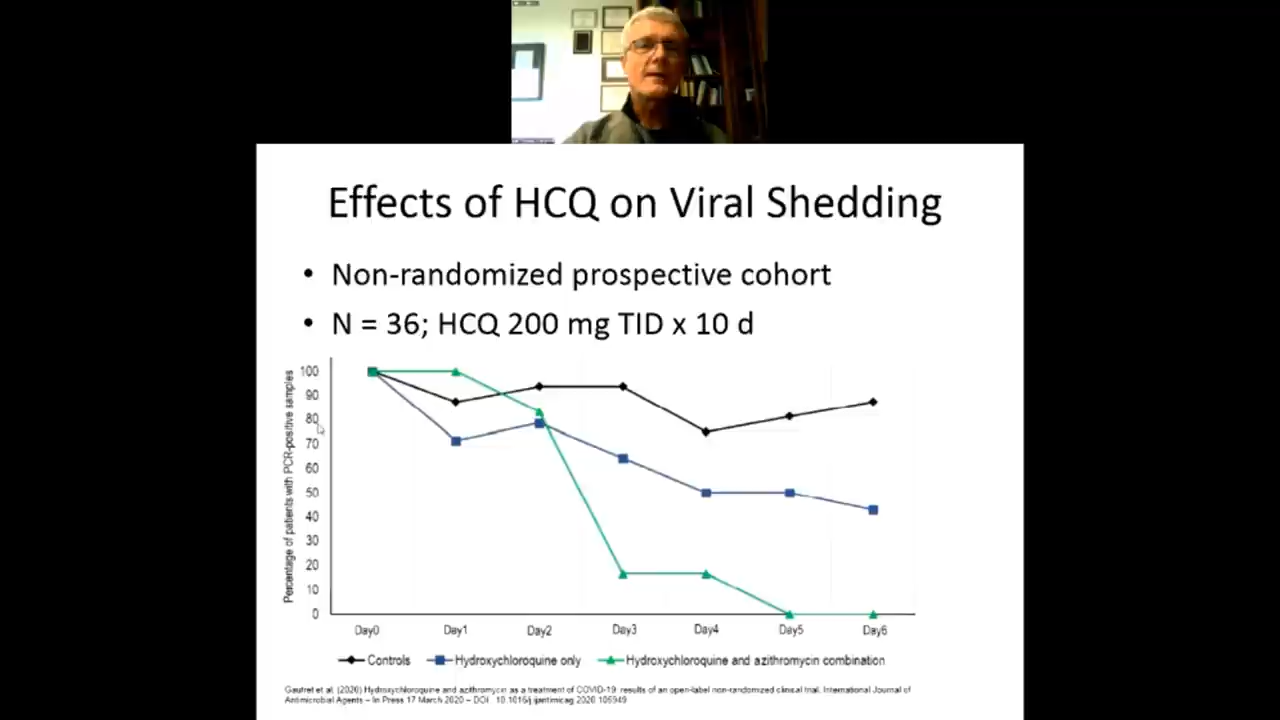 Effects of HCQ on Viral Shedding
• Non-randomized prospective cohort
• N = 36; HCQ 200 mg TID x 10 d
Percentage of patients with PCR-positive samples
100
90
80
70
60
50
40
30
20
10
0
Day0 Day1 Day2 Day3 Day4 Day5 Day6
Controls Hydroxychloroquine only Hydroxychloroquine and azithromycin combination
Gautret et al. (2020) Hydroxychloroquine and azithromycin as a treatment of COVID-19: results of an open-label non-randomized clinical trial. International Journal of
Antimicrobial Agents – In Press 17 March 2020 – DOI : 10.1016/j.ijantimicag.2020.105949